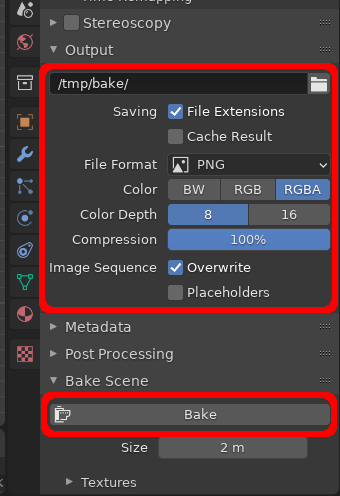 Stereoscopy
Output
/tmp/bake/
Saving File Extensions
Cache Result
File Format PNG
Color BW RGB RGBA
Color Depth 8 16
Compression 100%
Image Sequence Overwrite
Placeholders
Metadata
Post Processing
Bake Scene
Bake
Size 2 m
Textures